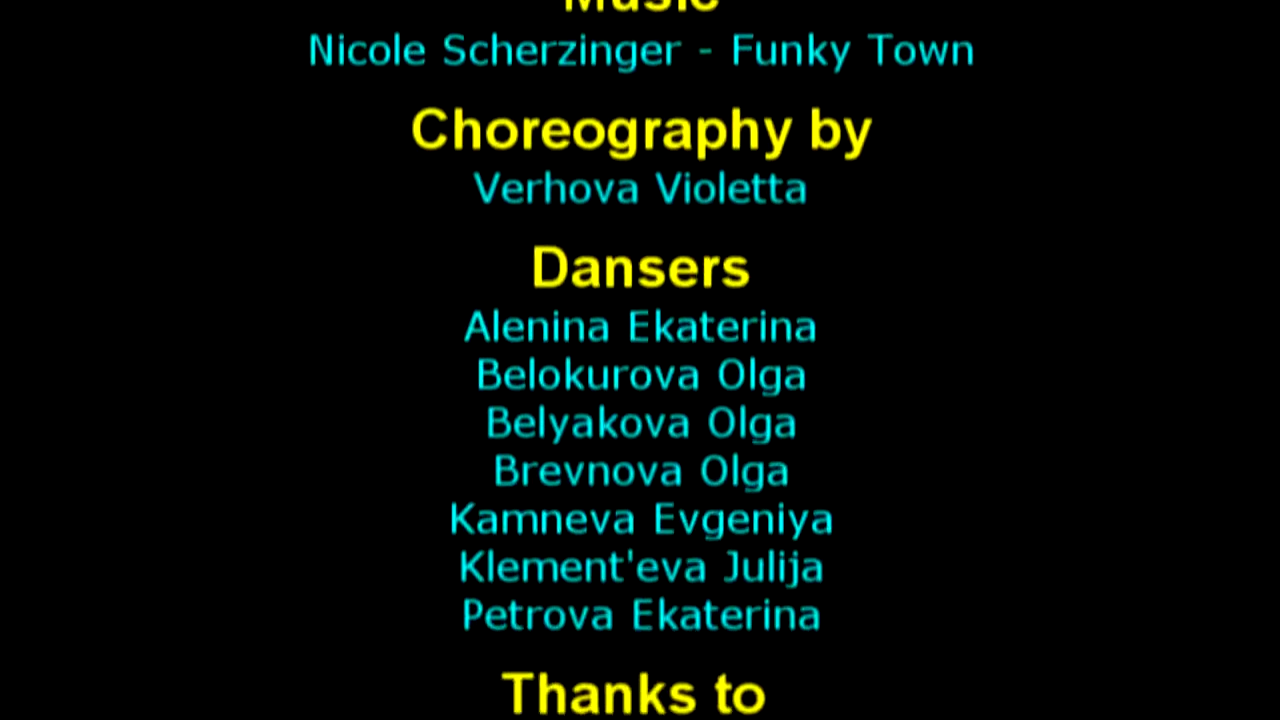 Music
Nicole Scherzinger - Funky Town
Choreography by
Verhova Violetta
Dansers
Alenina Ekaterina
Belokurova Olga
Belyakova Olga
Brevnova Olga
Kamneva Evgeniya
Klement'eva Julija
Petrova Ekaterina
Thanks to